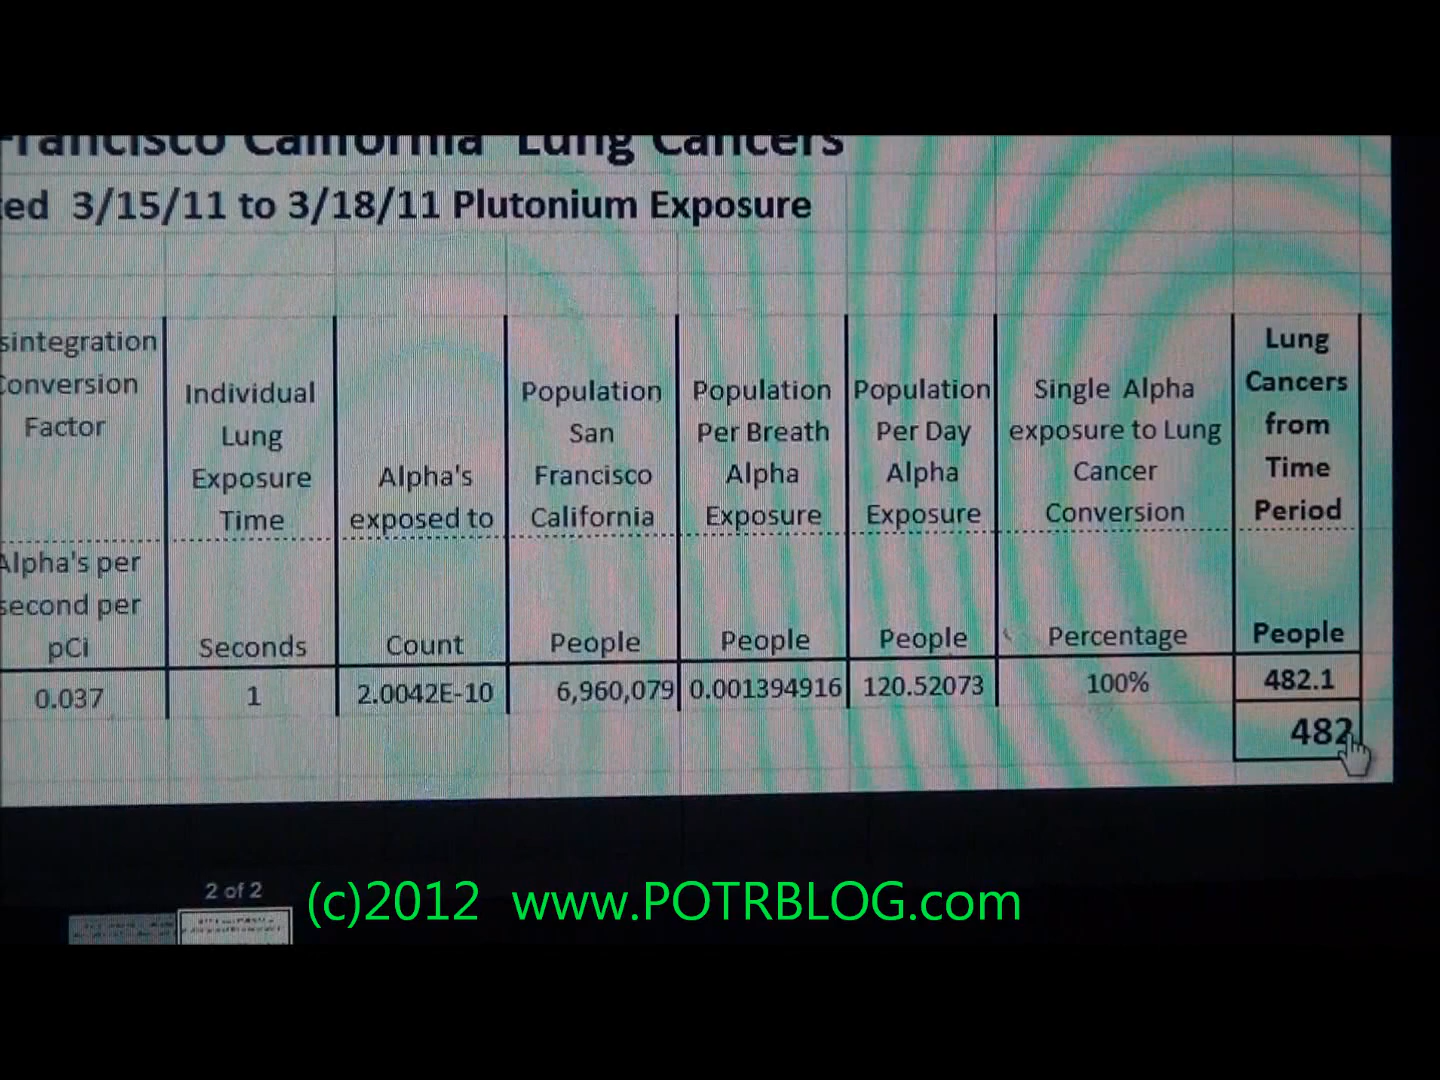 Francisco California Lung Cancers
ed 3/15/11 to 3/18/11 Plutonium Exposure
sintegration
Conversion
Factor
Individual
Lung
Exposure
Time
Alpha's
exposed to
Population
San
Francisco
California
Population
Per Breath
Alpha
Exposure
Population
Per Day
Alpha
Exposure
Single Alpha
exposure to Lung
Cancer
Conversion
Lung
Cancers
from
Time
Period
Alpha's per
second per
pCi
Seconds
Count
People
People
People
Percentage
People
0.037
1
2.0042E-10
6,960,079
0.001394916
120.52073
100%
482.1
482
2 of 2
(c)2012 www.POTRBLOG.com